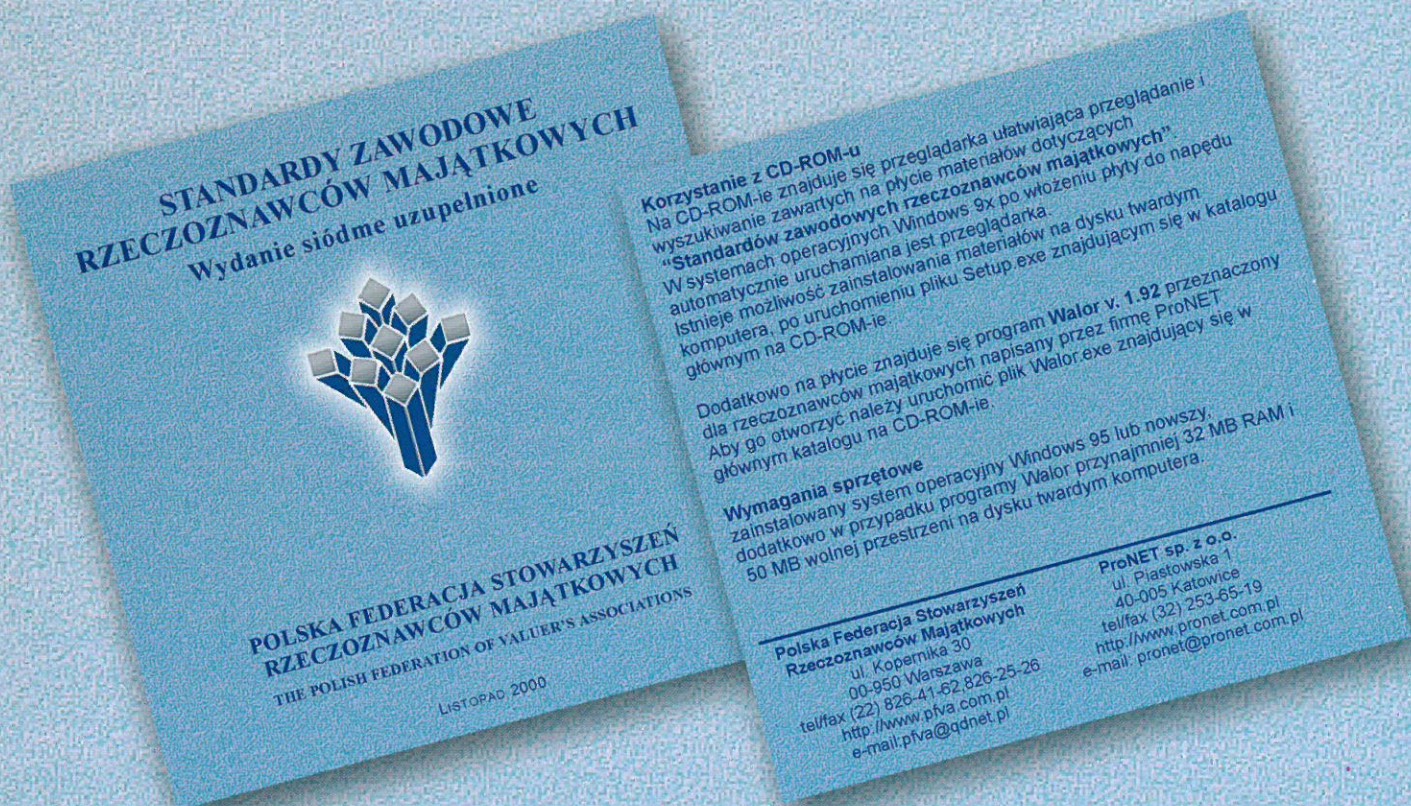 STANDARDY ZAWODOWE
RZECZOZNAWCÓW MAJĄTKOWYCH
Wydanie siódme uzupełnione
POLSKA FEDERACJA STOWARZYSZEŃ
RZECZOZNAWCÓW MAJĄTKOWYCH
THE POLISH FEDERATION OF VALUER'S ASSOCIATIONS
LISTOPAD 2000
Korzystanie z CD-ROM-u
Na CD-ROM-ie znajduje się przeglądarka ułatwiająca przeglądanie i
wyszukiwanie zawartych na płycie materiałów dotyczących
“Standardów zawodowych rzeczoznawców majątkowych”.
W systemach operacyjnych Windows 9x po włożeniu płyty do napędu
automatycznie uruchamiana jest przeglądarka.
Istnieje możliwość zainstalowania materiałów na dysku twardym
komputera, po uruchomieniu pliku Setup.exe znajdującym się w katalogu
głównym na CD-ROM-ie.
Dodatkowo na płycie znajduje się program Walor v. 1.92 przeznaczony
dla rzeczoznawców majątkowych napisany przez firmę ProNET
Aby go otworzyć należy uruchomić plik Walor.exe znajdujący się w
głównym katalogu na CD-ROM-ie.
Wymagania sprzętowe
zainstalowany system operacyjny Windows 95 lub nowszy,
dodatkowo w przypadku programy Walor przynajmniej 32 MB RAM i
50 MB wolnej przestrzeni na dysku twardym komputera.
Polska Federacja Stowarzyszeń
Rzeczoznawców Majątkowych
ul. Kopernika 30
00-950 Warszawa
tel/fax (22) 826-41-62,826-25-26
http://www.pfva.com.pl
e-mail:pfva@qdnet.pl
ProNET sp. z o.o.
ul. Piastowska 1
40-005 Katowice
tel/fax (32) 253-65-19
http://www.pronet.com.pl
e-mail: pronet@pronet.com.pl